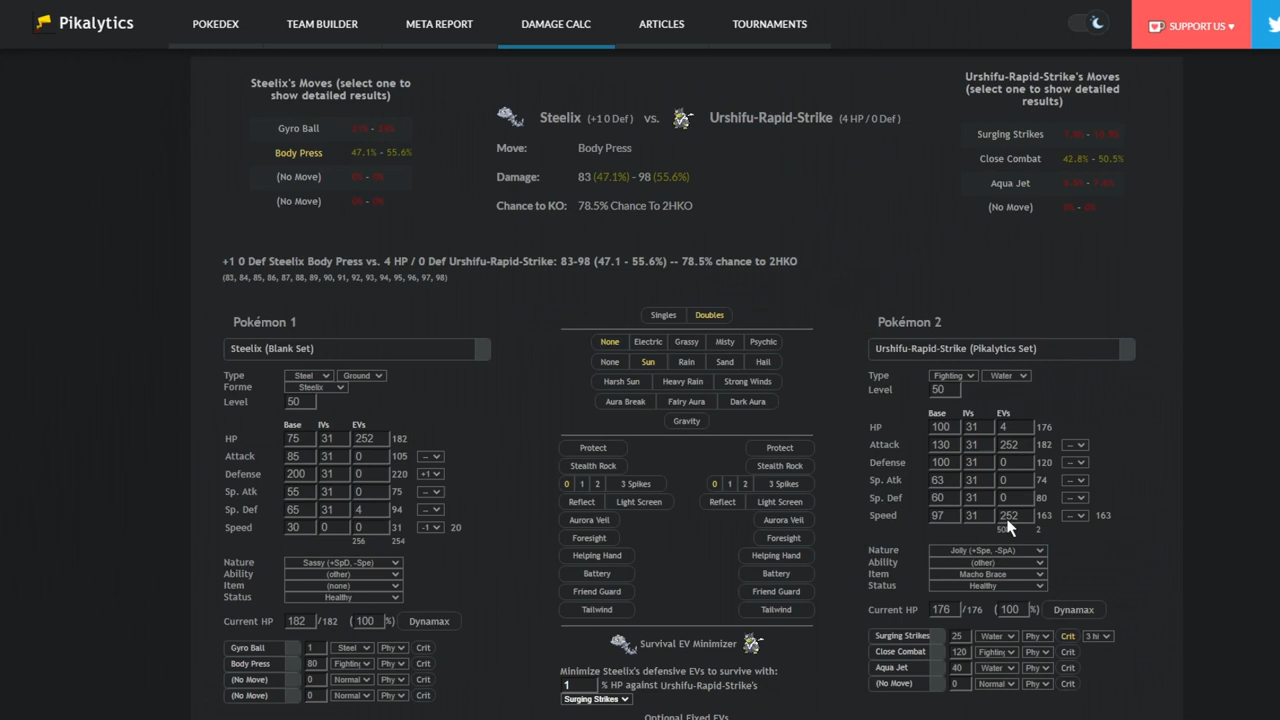 Pikalytics
POKEDEX
TEAM BUILDER
META REPORT
DAMAGE CALC
ARTICLES
TOURNAMENTS
SUPPORT US ♥
Steelix's Moves (select one to
show detailed results)
Gyro Ball
Body Press 47.1% - 55.6%
(No Move) 0% - 0%
(No Move) 0% - 0%
Steelix (+1 0 Def) vs. Urshifu-Rapid-Strike (4 HP / 0 Def )
Move: Body Press
Damage: 83 (47.1%) - 98 (55.6%)
Chance to KO: 78.5% Chance To 2HKO
Urshifu-Rapid-Strike's Moves
(select one to show detailed
results)
Surging Strikes
Close Combat 42.8% - 50.5%
Aqua Jet
(No Move) 0% - 0%
+1 0 Def Steelix Body Press vs. 4 HP / 0 Def Urshifu-Rapid-Strike: 83-98 (47.1 - 55.6%) -- 78.5% chance to 2HKO
(83, 84, 85, 86, 87, 88, 89, 90, 91, 92, 93, 94, 95, 96, 97, 98)
Pokémon 1
Steelix (Blank Set)
Type Steel Ground
Forme Steelix
Level 50
Base IVs EVs
HP 75 31 252 182
Attack 85 31 0 105 --
Defense 200 31 0 220 +1
Sp. Atk 55 31 0 75 --
Sp. Def 65 31 4 94 --
Speed 30 0 0 31 -1 20
256 254
Nature Sassy (+SpD, -Spe)
Ability (other)
Item (none)
Status Healthy
Current HP 182 /182 ( 100 %) Dynamax
Gyro Ball 1 Steel Phy Crit
Body Press 80 Fighting Phy Crit
(No Move) 0 Normal Phy Crit
(No Move) 0 Normal Phy Crit
Singles Doubles
None Electric Grassy Misty Psychic
None Sun Rain Sand Hail
Harsh Sun Heavy Rain Strong Winds
Aura Break Fairy Aura Dark Aura
Gravity
Protect Protect
Stealth Rock Stealth Rock
0 1 2 3 Spikes 0 1 2 3 Spikes
Reflect Light Screen Reflect Light Screen
Aurora Veil Aurora Veil
Foresight Foresight
Helping Hand Helping Hand
Battery Battery
Friend Guard Friend Guard
Tailwind Tailwind
Survival EV Minimizer
Minimize Steelix's defensive EVs to survive with:
1 % HP against Urshifu-Rapid-Strike's
Surging Strikes
Optional Fixed EVs
Pokémon 2
Urshifu-Rapid-Strike (Pikalytics Set)
Type Fighting Water
Level 50
Base IVs EVs
HP 100 31 4 176
Attack 130 31 252 182 --
Defense 100 31 0 120 --
Sp. Atk 63 31 0 74 --
Sp. Def 60 31 0 80 --
Speed 97 31 252 163 -- 163
2
Nature Jolly (+Spe, -SpA)
Ability (other)
Item Macho Brace
Status Healthy
Current HP 176 /176 ( 100 %) Dynamax
Surging Strikes 25 Water Phy Crit 3 hi
Close Combat 120 Fighting Phy Crit
Aqua Jet 40 Water Phy Crit
(No Move) 0 Normal Phy Crit